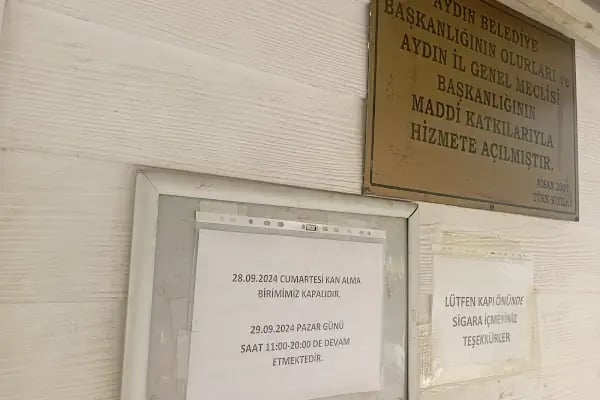 AYDIN BELEDİYE
BAŞKANLIĞININ OLURLARI ve
AYDIN İL GENEL MECLİSİ
BAŞKANLIĞININ
MADDİ KATKILARIYLA
HİZMETE AÇILMIŞTIR.
NİSAN 2007
TÜRK KIZILAYI
28.09.2024 CUMARTESİ KAN ALMA
BİRİMİMİZ KAPALIDIR.
29.09.2024 PAZAR GÜNÜ
SAAT 11:00-20:00 DE DEVAM
ETMEKTEDİR.
LÜTFEN KAPI ÖNÜNDE
SİGARA İÇMEYİNİZ
TEŞEKKÜRLER